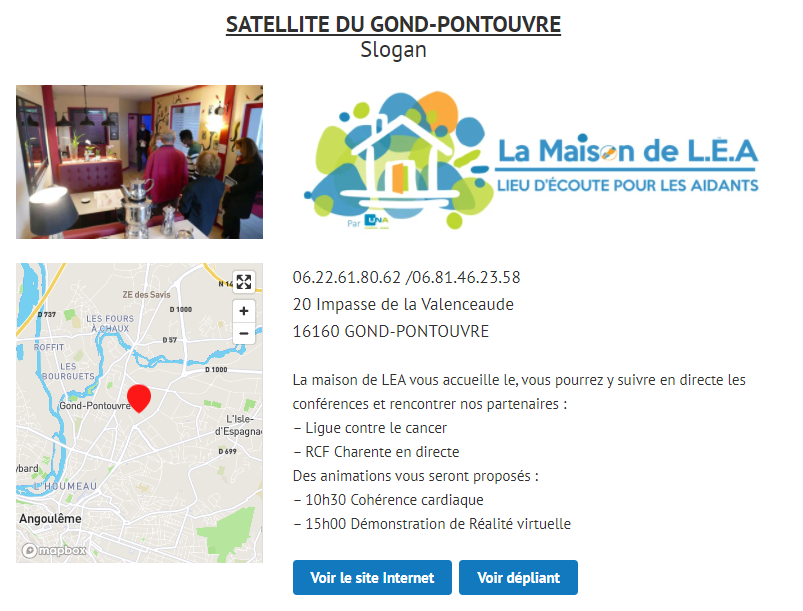 SATELLITE DU GOND-PONTOUVRE
Slogan
La Maison de L.É.A
LIEU D'ÉCOUTE POUR LES AIDANTS
Par UNA
ZE des Savis
N 14
D 737
D 1000
LES FOURS
À CHAUX
D 57
ROFFIT
LES
BOURGUETS
D 1000
Gond-Pontouvre
L'Isle-
d'Espagna
D 699
ybard
L'HOUMEAU
Angoulême
mapbox
06.22.61.80.62 /06.81.46.23.58
20 Impasse de la Valenceaude
16160 GOND-PONTOUVRE
La maison de LEA vous accueille le, vous pourrez y suivre en directe les
conférences et rencontrer nos partenaires :
– Ligue contre le cancer
– RCF Charente en directe
Des animations vous seront proposés :
– 10h30 Cohérence cardiaque
– 15h00 Démonstration de Réalité virtuelle
Voir le site Internet
Voir dépliant